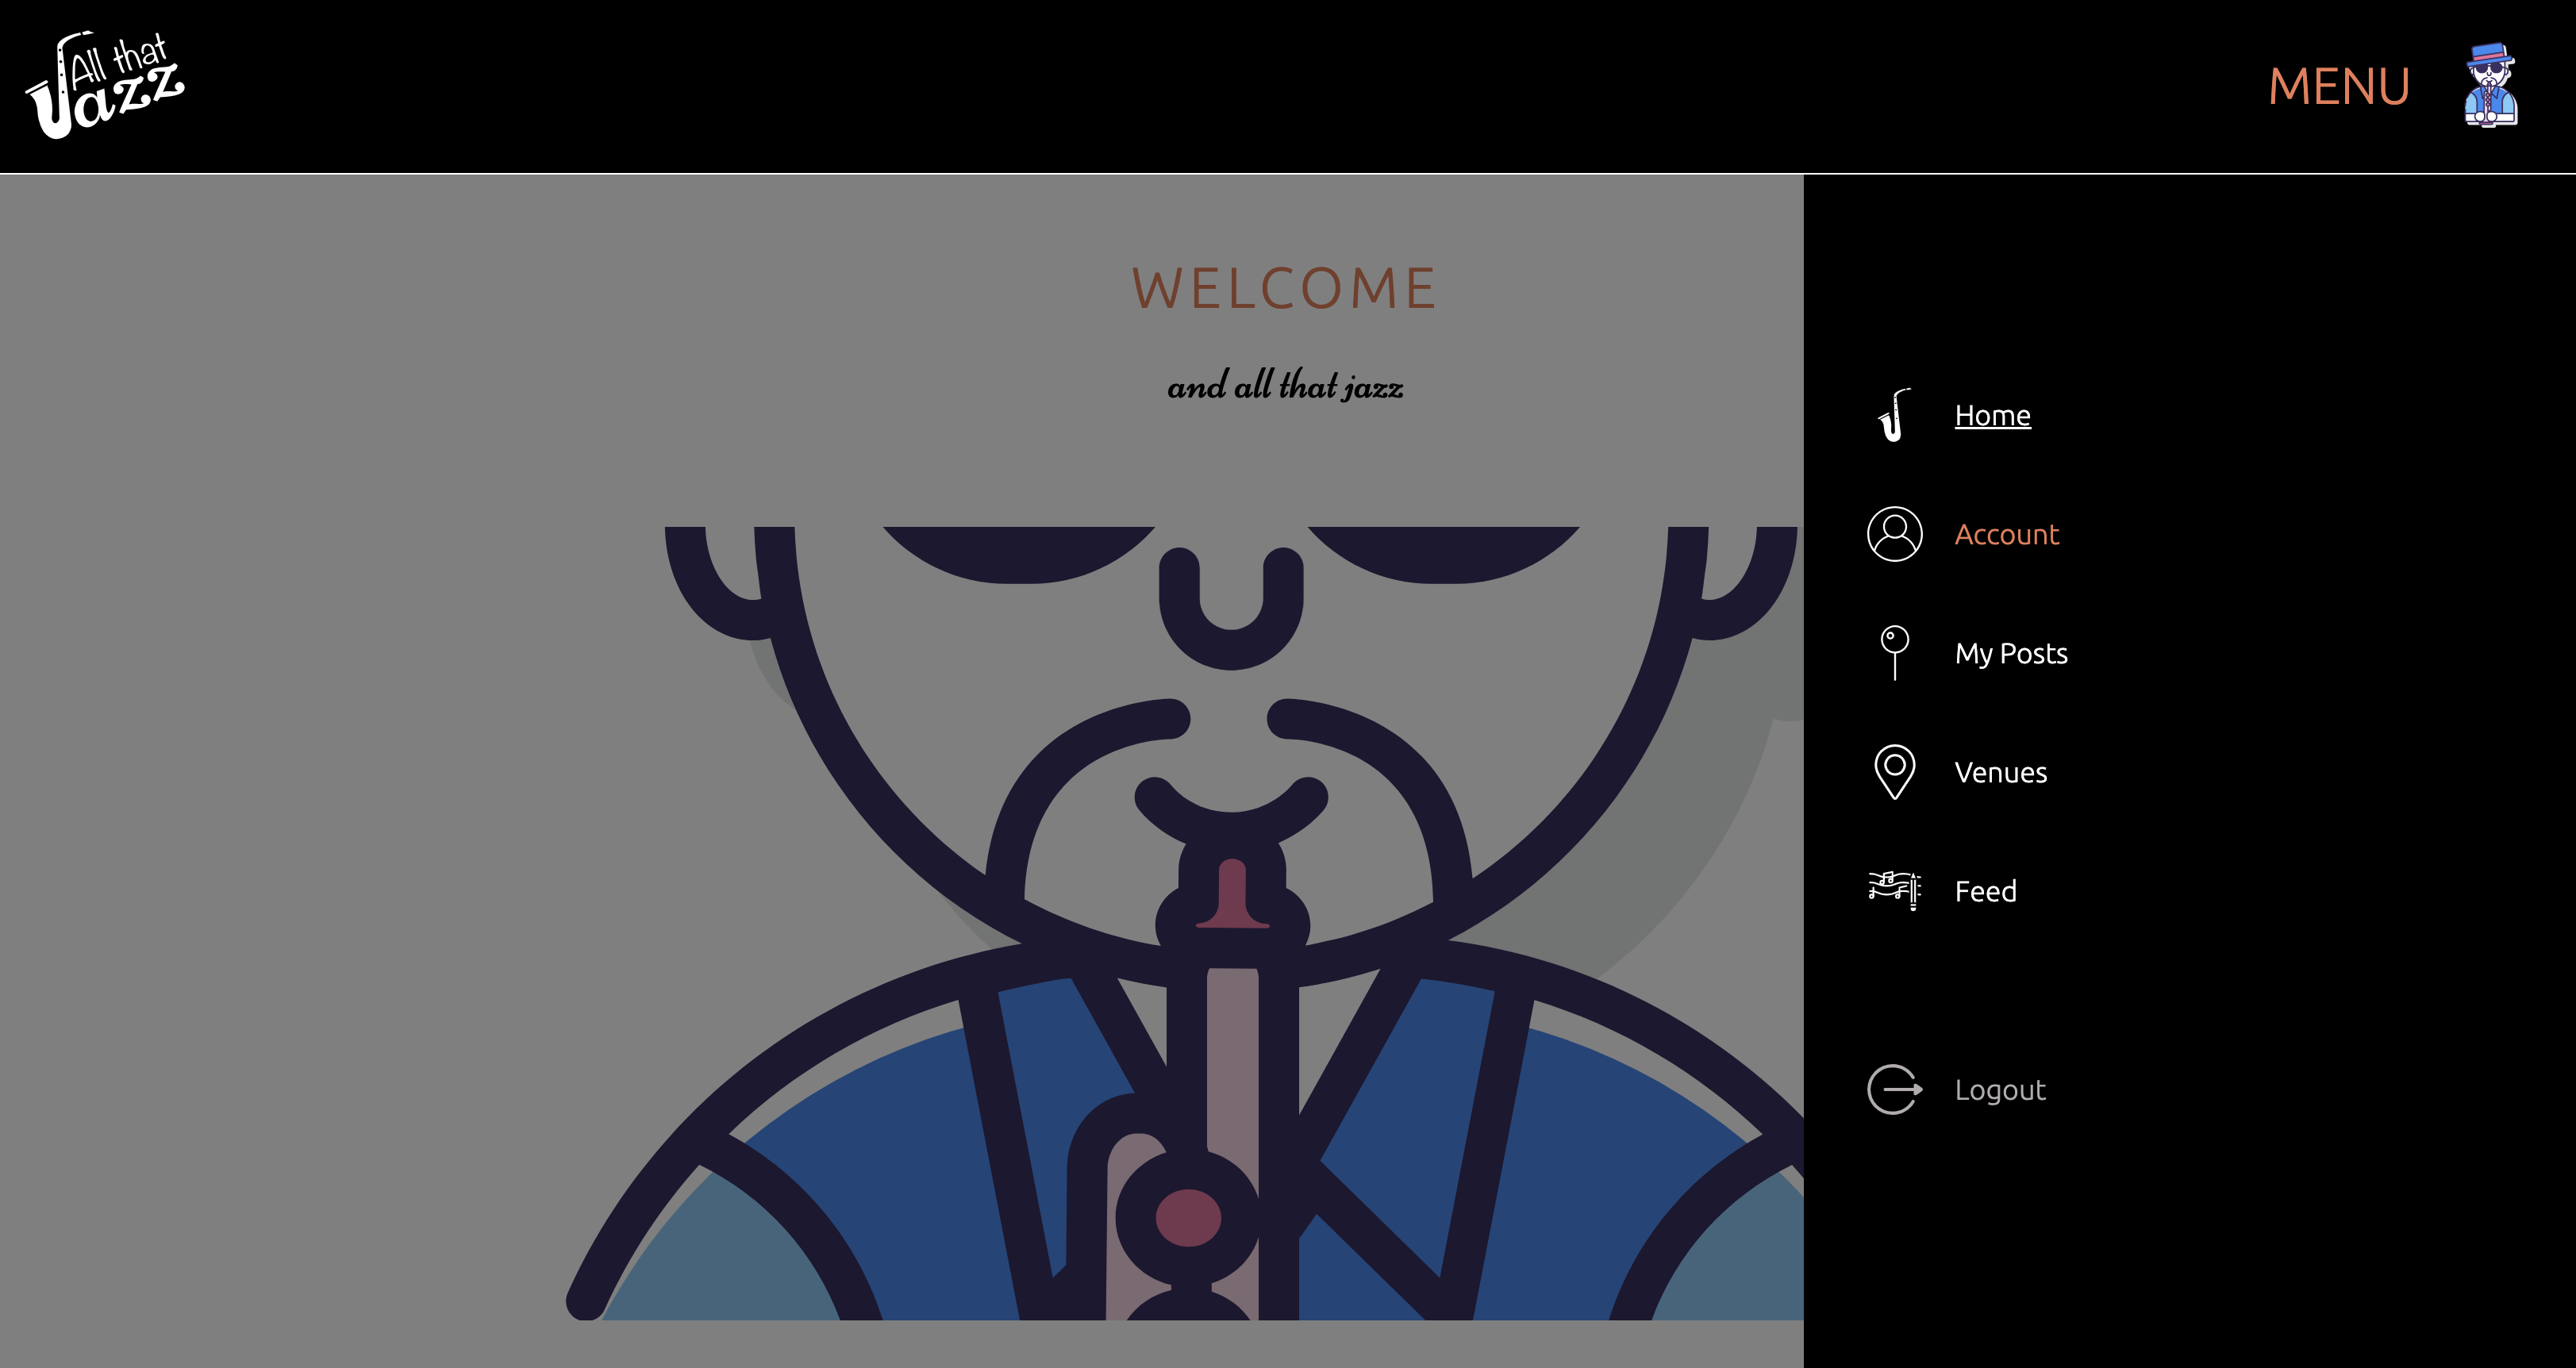 All that
Jazz
MENU
WELCOME
and all that jazz
Home
Account
My Posts
Venues
Feed
Logout